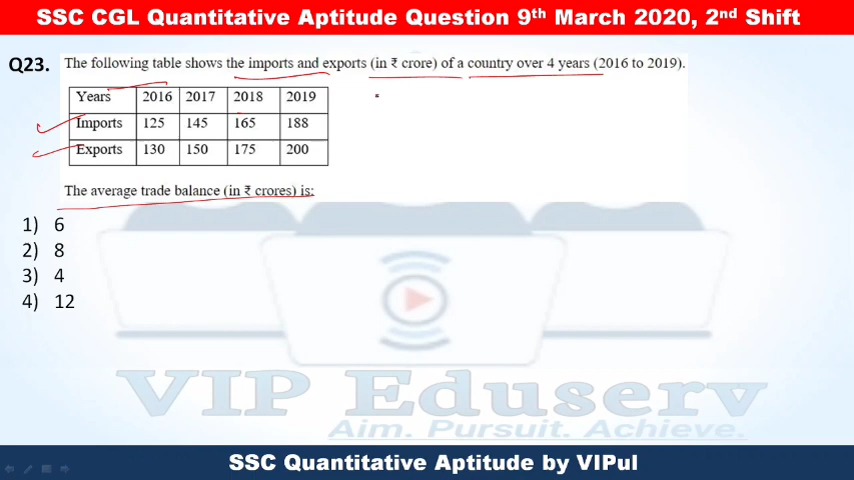 SSC CGL Quantitative Aptitude Question 9th March 2020, 2nd Shift
Q23. The following table shows the imports and exports (in ₹ crore) of a country over 4 years (2016 to 2019).
Years 2016 2017 2018 2019
Imports 125 145 165 188
Exports 130 150 175 200
The average trade balance (in ₹ crores) is:
1) 6
2) 8
3) 4
4) 12
VIP Eduserv
Aim. Pursuit. Achieve.
SSC Quantitative Aptitude by VIPul